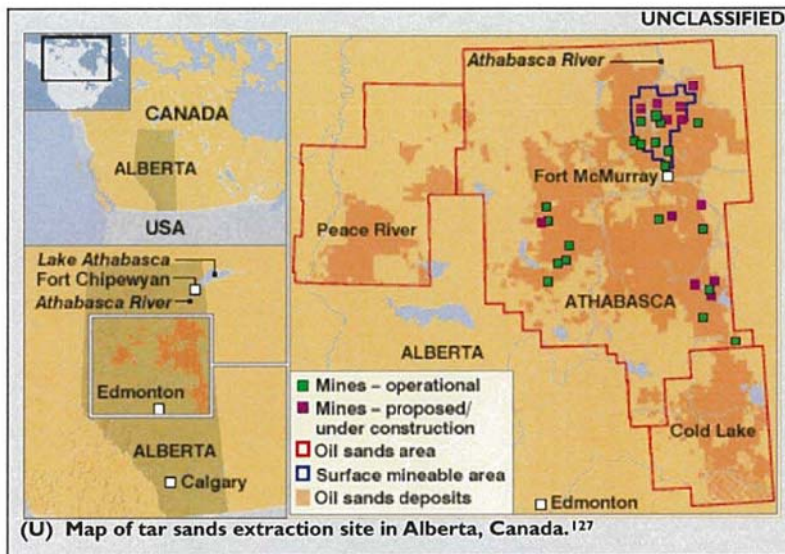 UNCLASSIFIED
CANADA
ALBERTA
USA
Lake Athabasca
Fort Chipewyan
Athabasca River
Edmonton
ALBERTA
Calgary
Athabasca River
Fort McMurray
Peace River
ATHABASCA
ALBERTA
Mines – operational
Mines – proposed/
under construction
Oil sands area
Surface mineable area
Oil sands deposits
Cold Lake
Edmonton
(U) Map of tar sands extraction site in Alberta, Canada.¹²⁷